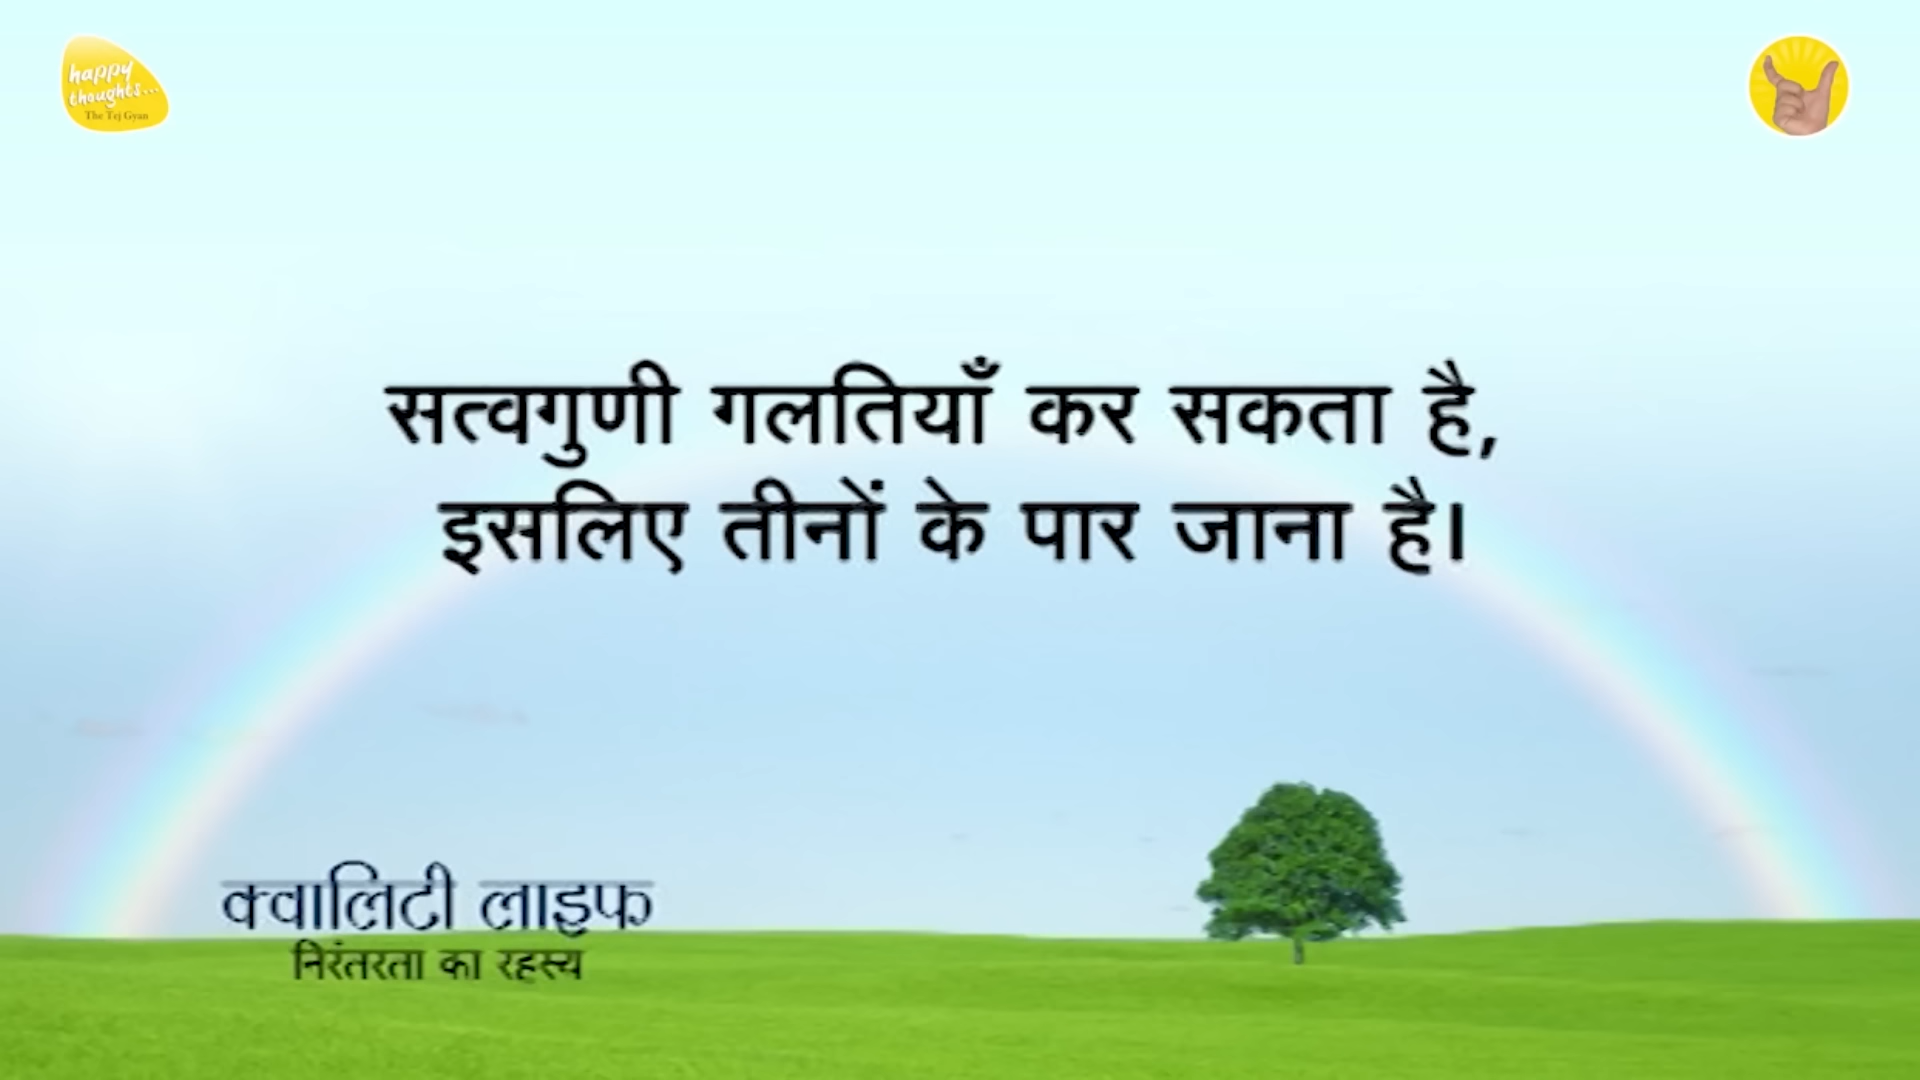 happy
thoughts...
The Tej Gyan
सत्वगुणी गलतियाँ कर सकता है,
इसलिए तीनों के पार जाना है।
क्वालिटी लाइफ
निरंतरता का रहस्य